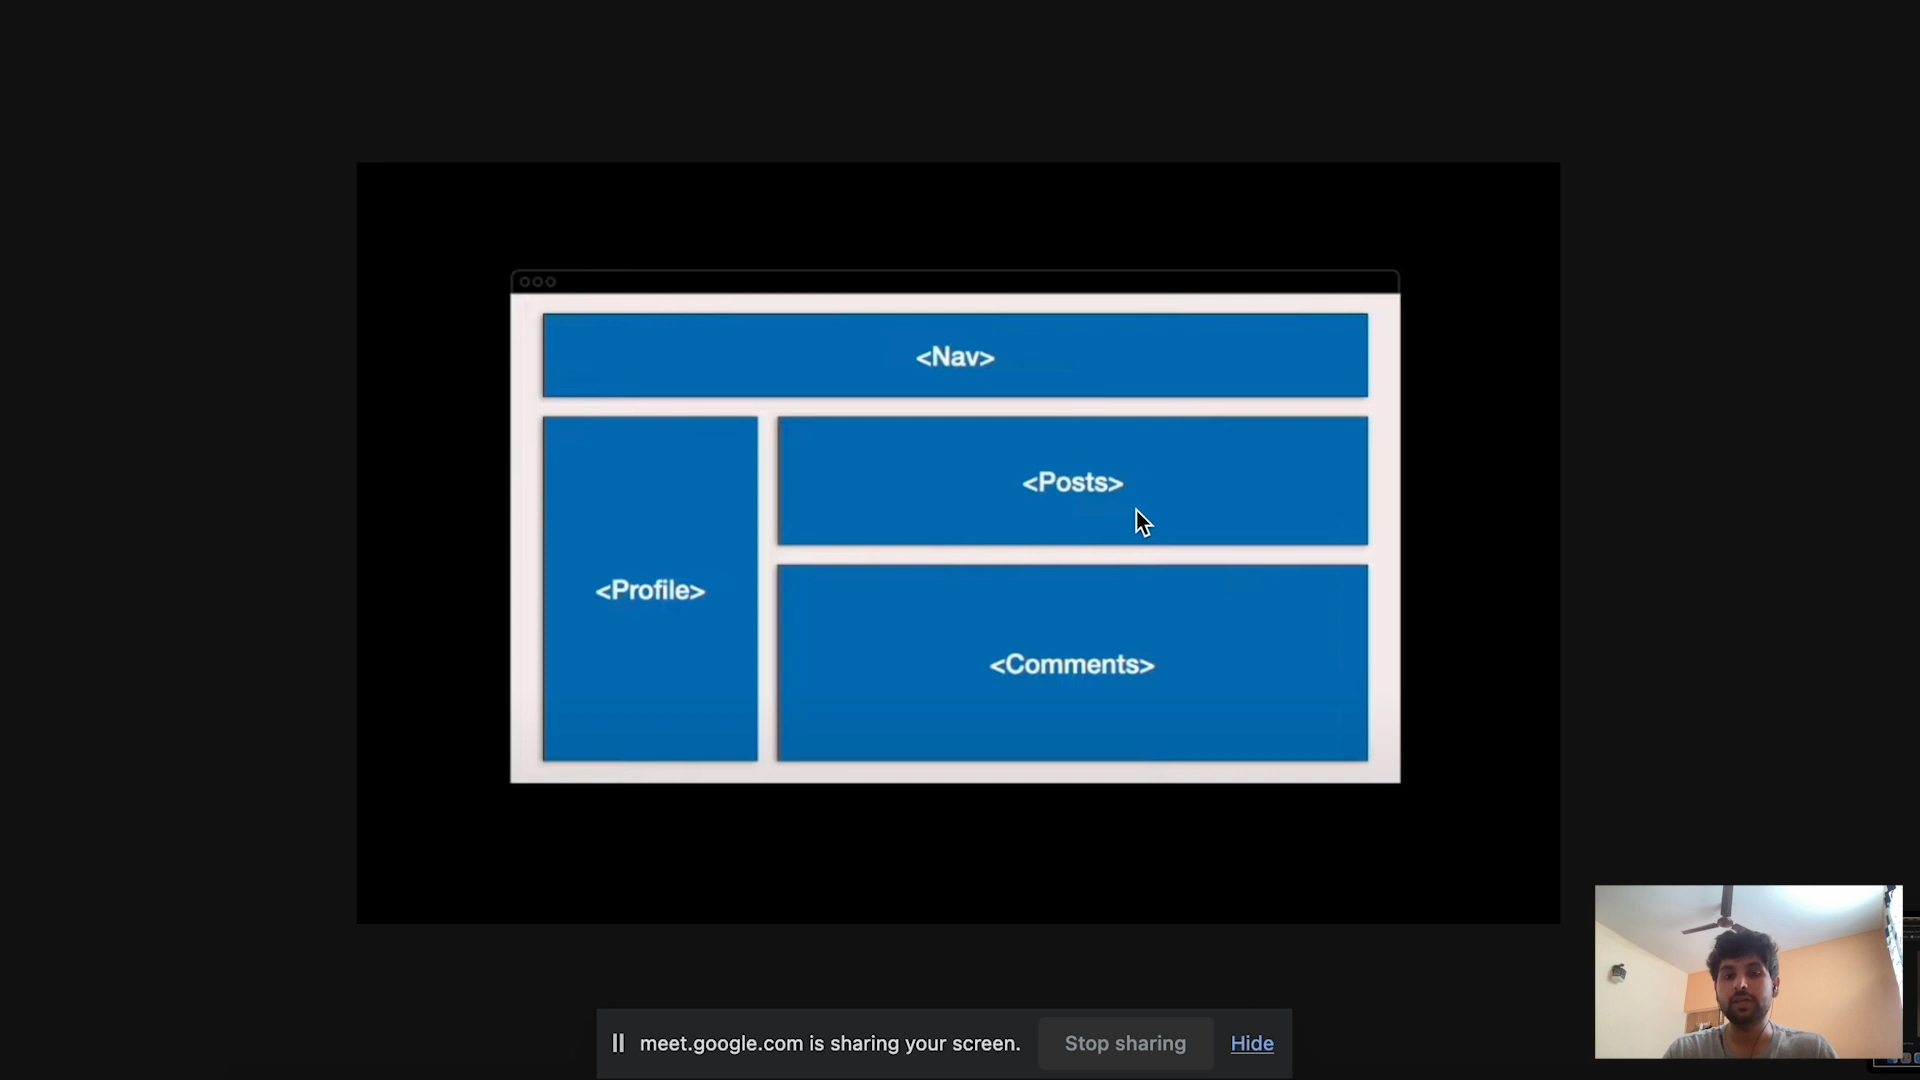 <Nav>
<Posts>
<Profile>
<Comments>
meet.google.com is sharing your screen.
Stop sharing
Hide